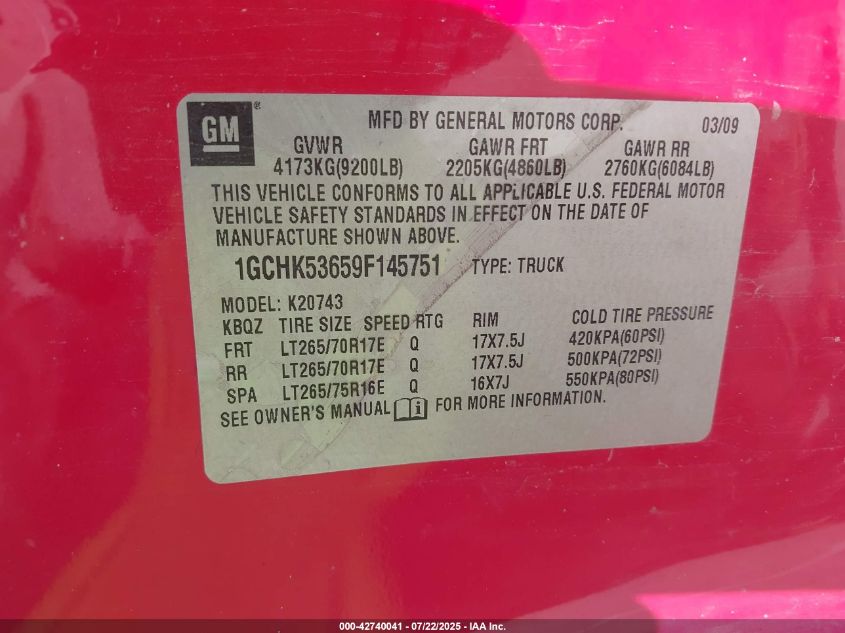 GM ®
MFD BY GENERAL MOTORS CORP. 03/09
GVWR GAWR FRT GAWR RR
4173KG(9200LB) 2205KG(4860LB) 2760KG(6084LB)
THIS VEHICLE CONFORMS TO ALL APPLICABLE U.S. FEDERAL MOTOR
VEHICLE SAFETY STANDARDS IN EFFECT ON THE DATE OF
MANUFACTURE SHOWN ABOVE.
1GCHK53659F145751 TYPE: TRUCK
MODEL: K20743
KBQZ TIRE SIZE SPEED RTG RIM COLD TIRE PRESSURE
FRT LT265/70R17E Q 17X7.5J 420KPA(60PSI)
RR LT265/70R17E Q 17X7.5J 500KPA(72PSI)
SPA LT265/75R16E Q 16X7J 550KPA(80PSI)
SEE OWNER'S MANUAL i FOR MORE INFORMATION.
000-42740041 - 07/22/2025 - IAA Inc.